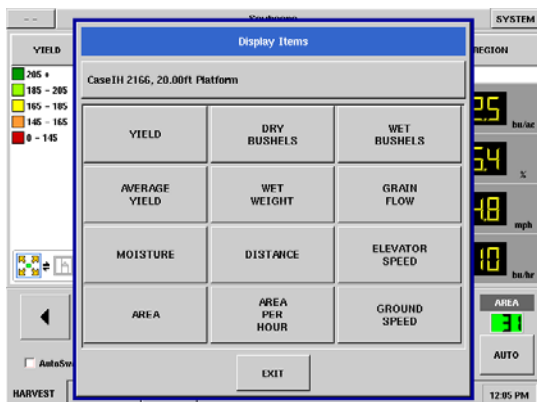 - -
SYSTEM
YIELD
Display Items
REGION
CaseIH 2166, 20.00ft Platform
205 +
185 - 205
165 - 185
145 - 165
0 - 145
YIELD
DRY
BUSHELS
WET
BUSHELS
bu/ac
AVERAGE
YIELD
WET
WEIGHT
GRAIN
FLOW
%
mph
MOISTURE
DISTANCE
ELEVATOR
SPEED
bu/hr
AREA
AREA
PER
HOUR
GROUND
SPEED
AREA
31
AUTO
EXIT
HARVEST
12:05 PM